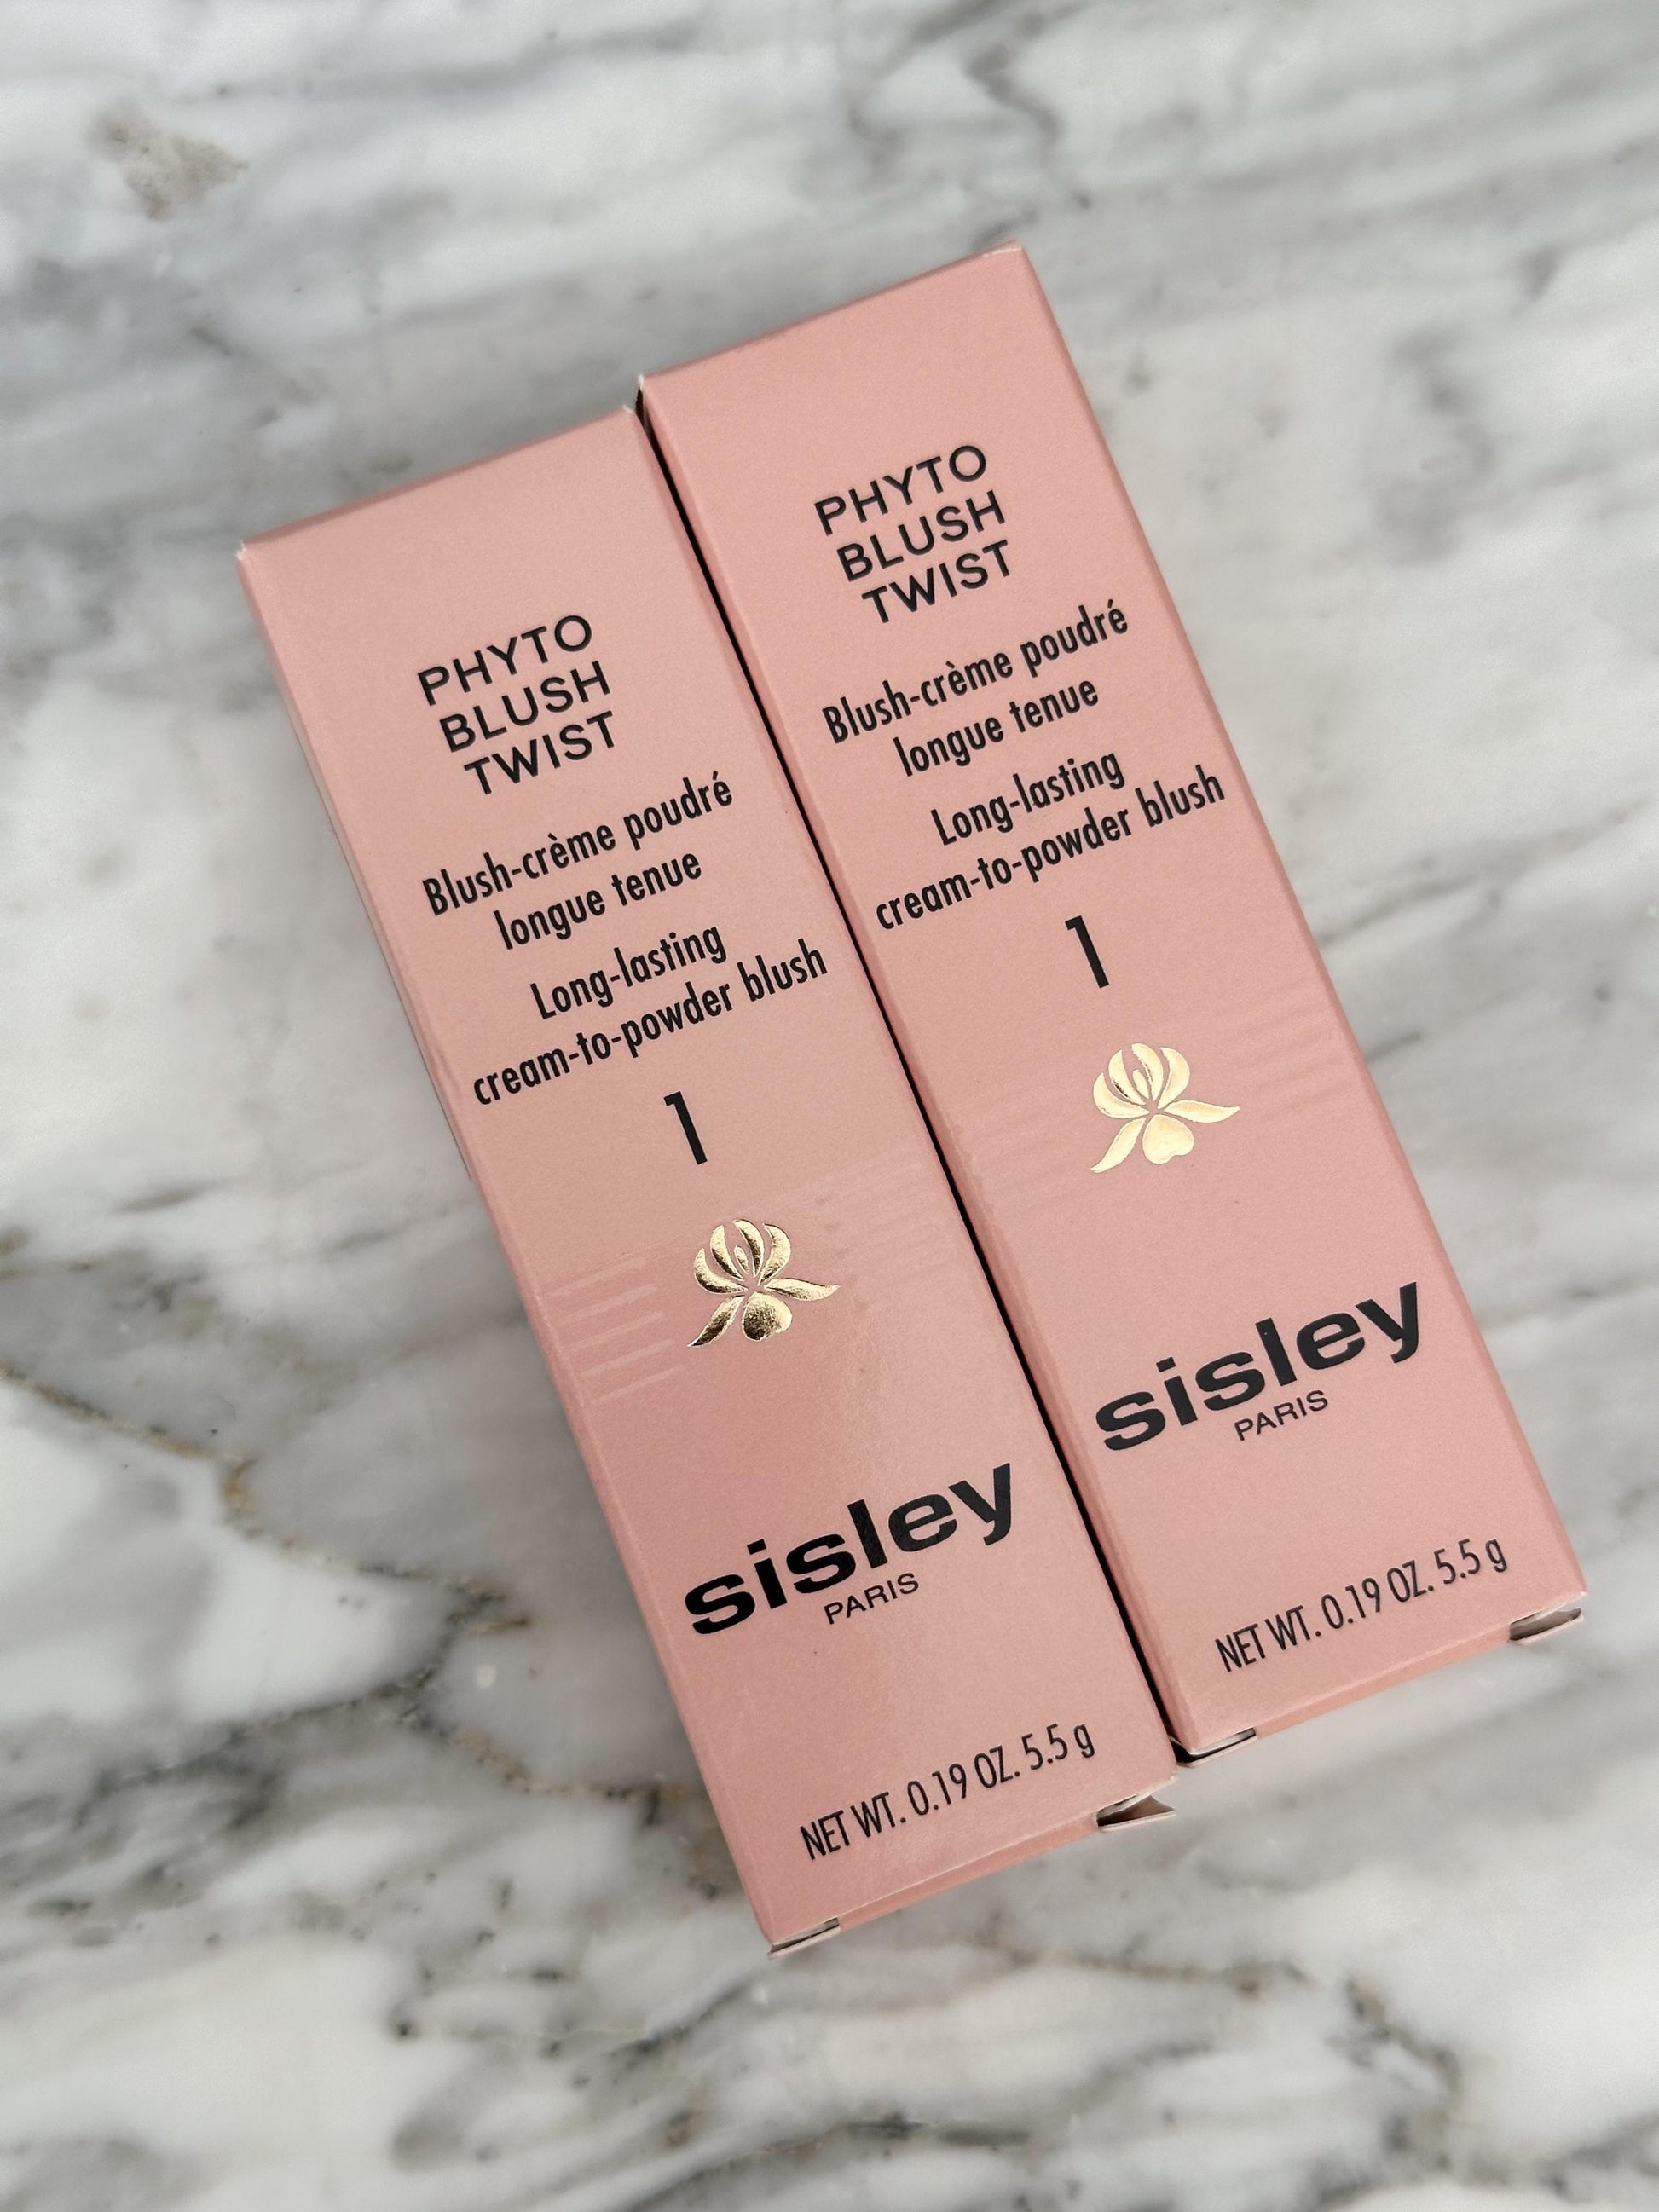 PHYTO
BLUSH
TWIST
Blush-crème poudré
longue tenue
Long-lasting
cream-to-powder blush
1
sisley
PARIS
NET WT. 0.19 OZ. 5.5 g
PHYTO
BLUSH
TWIST
Blush-crème poudré
longue tenue
Long-lasting
cream-to-powder blush
1
sisley
PARIS
NET WT. 0.19 OZ. 5.5 g